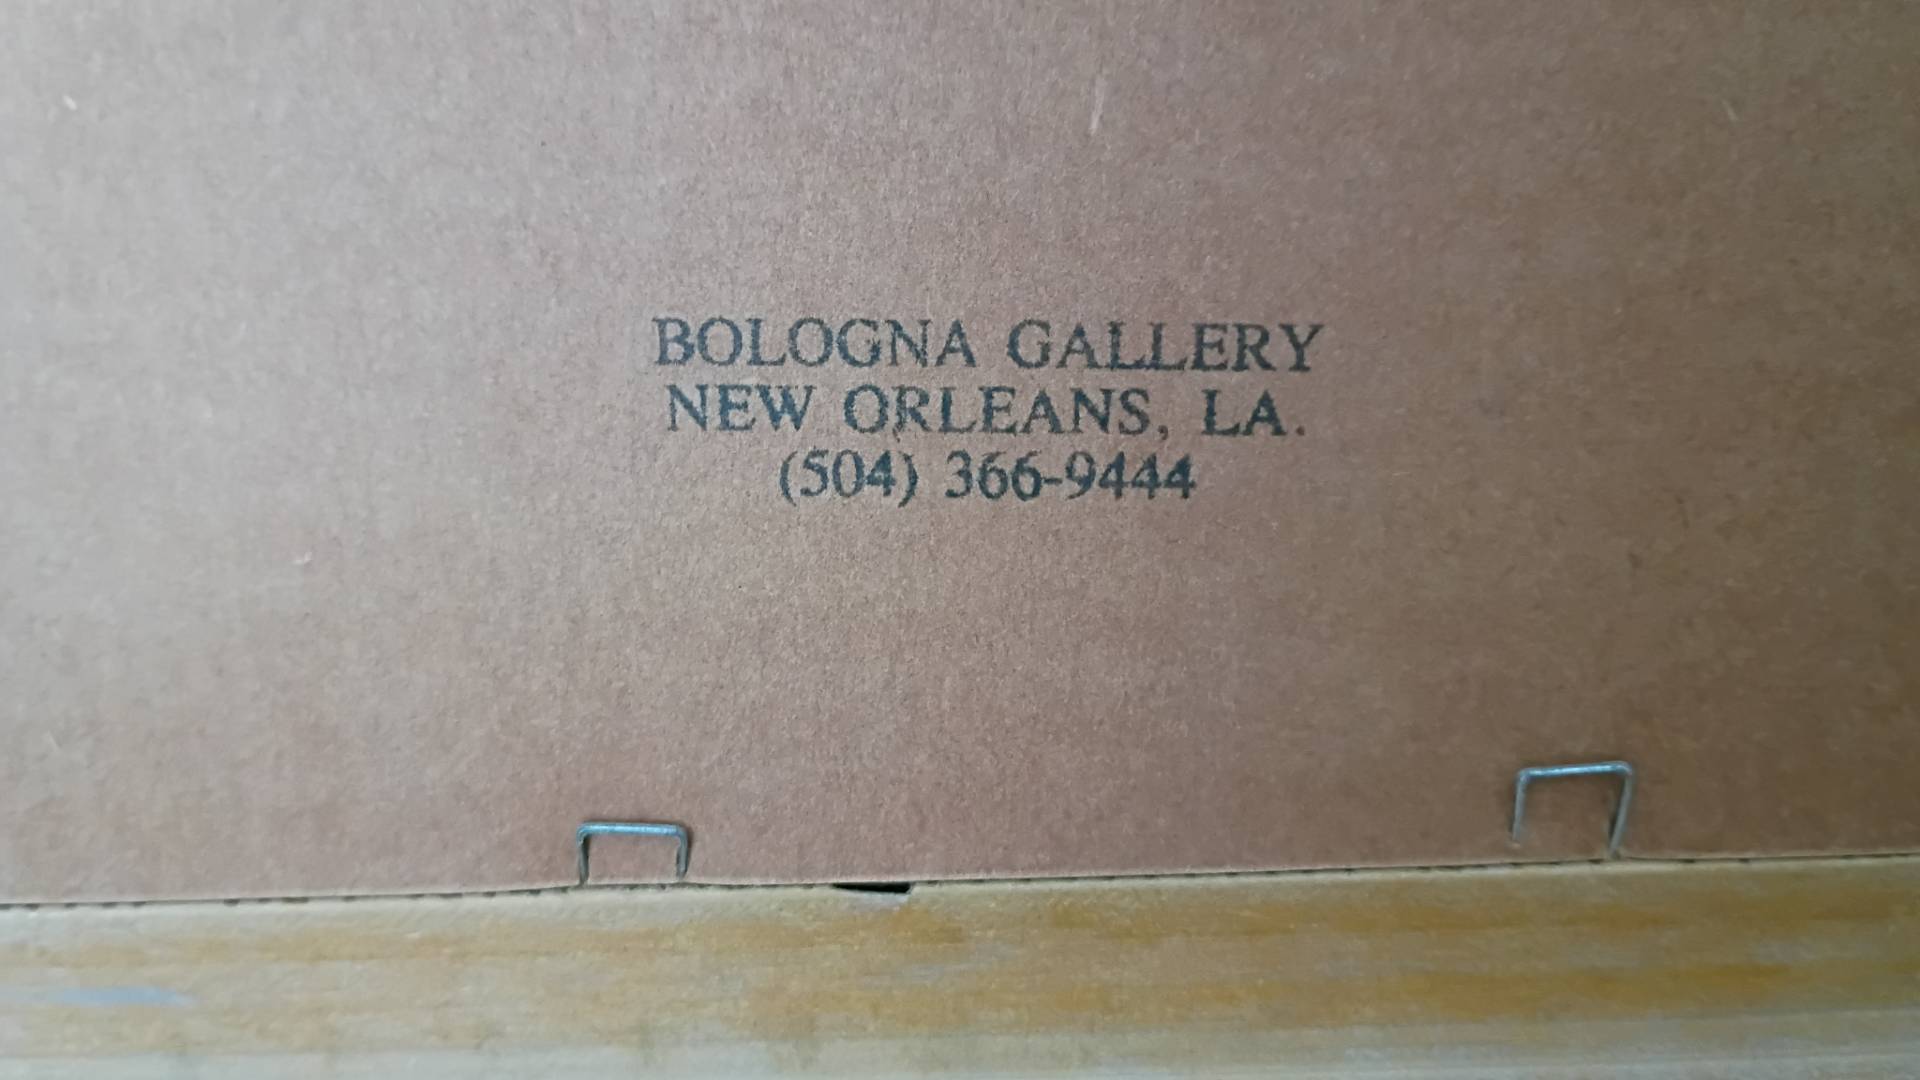 BOLOGNA GALLERY
NEW ORLEANS, LA.
(504) 366-9444